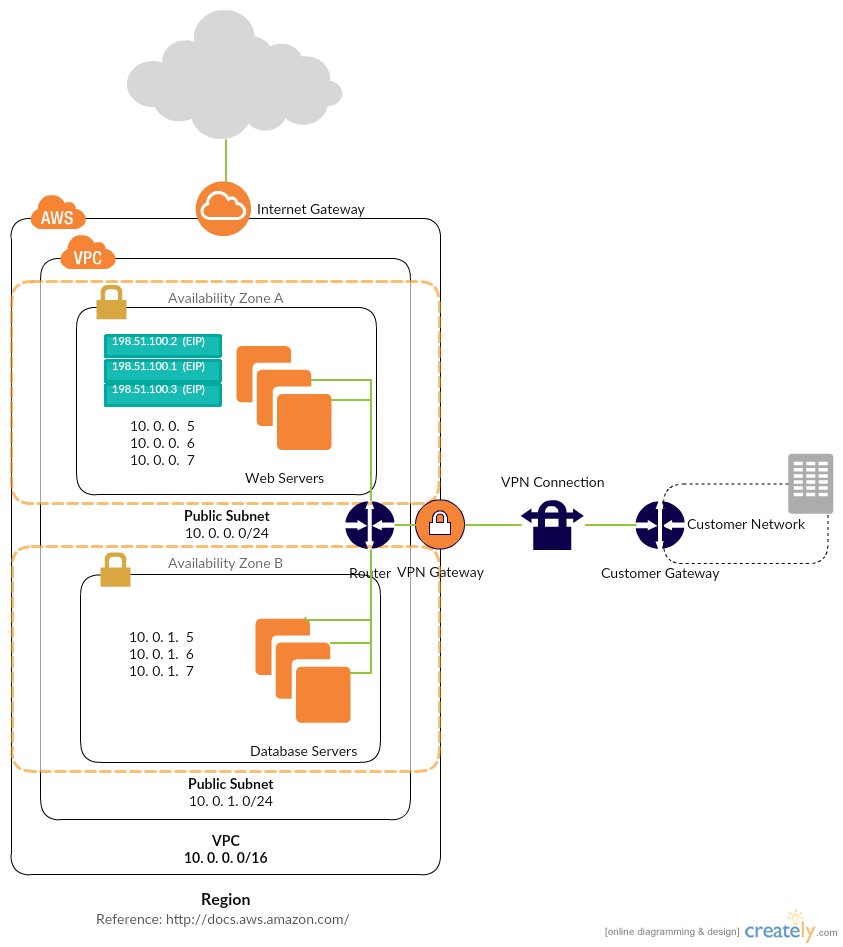 Internet Gateway
AWS
VPC
Availability Zone A
198.51.100.2 (EIP)
198.51.100.1 (EIP)
198.51.100.3 (EIP)
10. 0. 0. 5
10. 0. 0. 6
10. 0. 0. 7
Web Servers
Public Subnet
10. 0. 0. 0/24
VPN Connection
Customer Network
Router
VPN Gateway
Customer Gateway
Availability Zone B
10. 0. 1. 5
10. 0. 1. 6
10. 0. 1. 7
Database Servers
Public Subnet
10. 0. 1. 0/24
VPC
10. 0. 0. 0/16
Region
Reference: http://docs.aws.amazon.com/
[online diagramming & design] creately.com